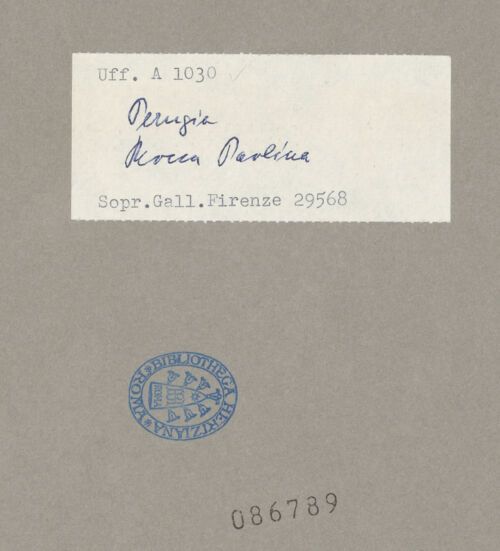 Uff. A 1030
Perugia
Rocca Paolina
Sopr.Gall.Firenze 29568
BIBLIOTHECA HERTZIANA * ROMA *
086789